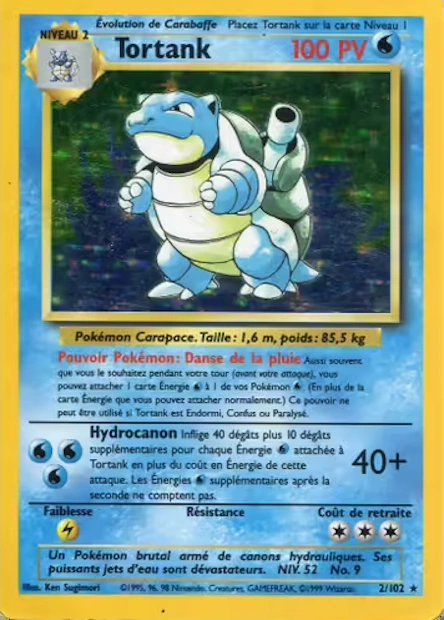 Évolution de Carabaffe Placez Tortank sur la carte Niveau 1
NIVEAU 2
Tortank 100 PV
Pokémon Carapace. Taille: 1,6 m, poids: 85,5 kg
Pouvoir Pokémon: Danse de la pluie Aussi souvent
que vous le souhaitez pendant votre tour (avant votre attaque), vous
pouvez attacher 1 carte Énergie à 1 de vos Pokémon . (En plus de la
carte Énergie que vous pouvez attacher normalement.) Ce pouvoir ne
peut être utilisé si Tortank est Endormi, Confus ou Paralysé.
Hydrocanon Inflige 40 dégâts plus 10 dégâts
supplémentaires pour chaque Énergie attachée à
Tortank en plus du coût en Énergie de cette
attaque. Les Énergies supplémentaires après la
seconde ne comptent pas.
40+
Faiblesse Résistance Coût de retraite
Un Pokémon brutal armé de canons hydrauliques. Ses
puissants jets d'eau sont dévastateurs. NIV. 52 No. 9
Illus. Ken Sugimori ©1995, 96, 98 Nintendo, Creatures, GAMEFREAK. ©1999 Wizards. 2/102 ★